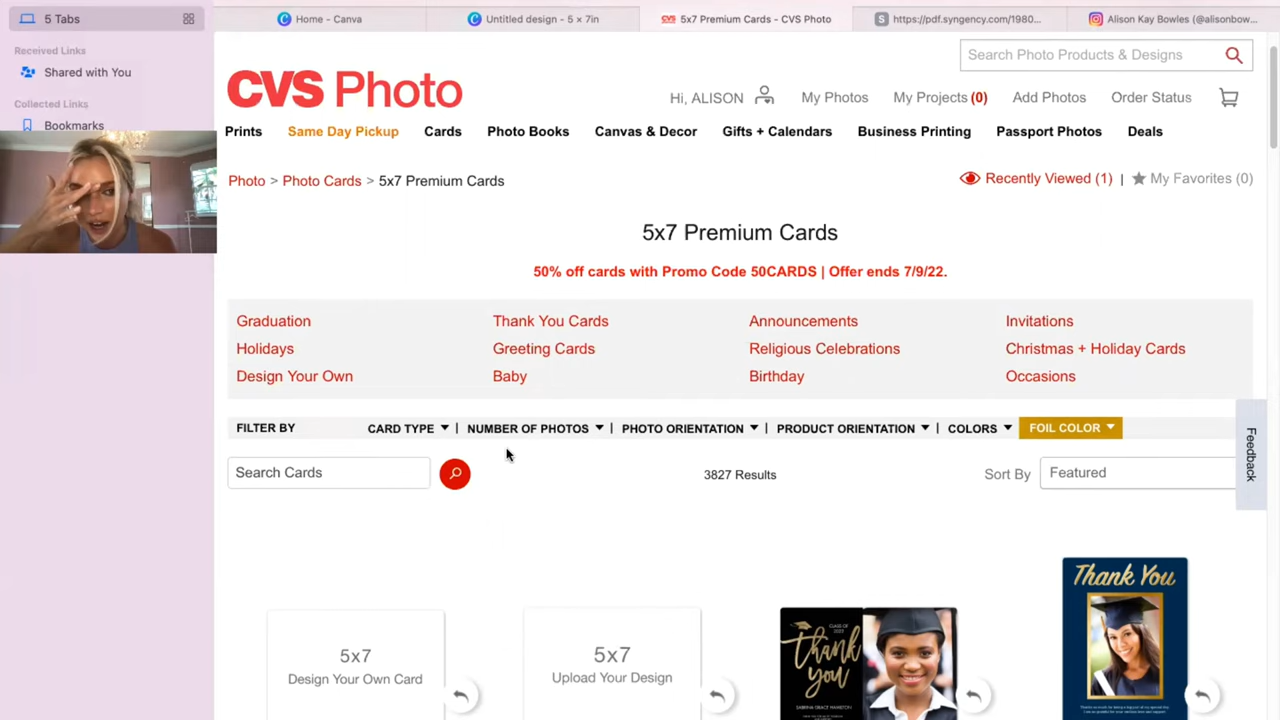 5 Tabs
Home - Canva
Untitled design - 5 × 7in
CVS 5x7 Premium Cards - CVS Photo
S https://pdf.syngency.com/1980...
Alison Kay Bowles (@alisonbow...
Received Links
Shared with You
Collected Links
Bookmarks
Search Photo Products & Designs
CVS Photo
Hi, ALISON
My Photos
My Projects (0)
Add Photos
Order Status
Prints
Same Day Pickup
Cards
Photo Books
Canvas & Decor
Gifts + Calendars
Business Printing
Passport Photos
Deals
Photo > Photo Cards > 5x7 Premium Cards
Recently Viewed (1) | My Favorites (0)
5x7 Premium Cards
50% off cards with Promo Code 50CARDS | Offer ends 7/9/22.
Graduation
Thank You Cards
Announcements
Invitations
Holidays
Greeting Cards
Religious Celebrations
Christmas + Holiday Cards
Design Your Own
Baby
Birthday
Occasions
FILTER BY
CARD TYPE | NUMBER OF PHOTOS | PHOTO ORIENTATION | PRODUCT ORIENTATION | COLORS
FOIL COLOR
Feedback
Search Cards
3827 Results
Sort By
Featured
5x7
Design Your Own Card
5x7
Upload Your Design
CLASS OF
2023
thank
you
SABRINA GRACE HAMILTON
Thank You